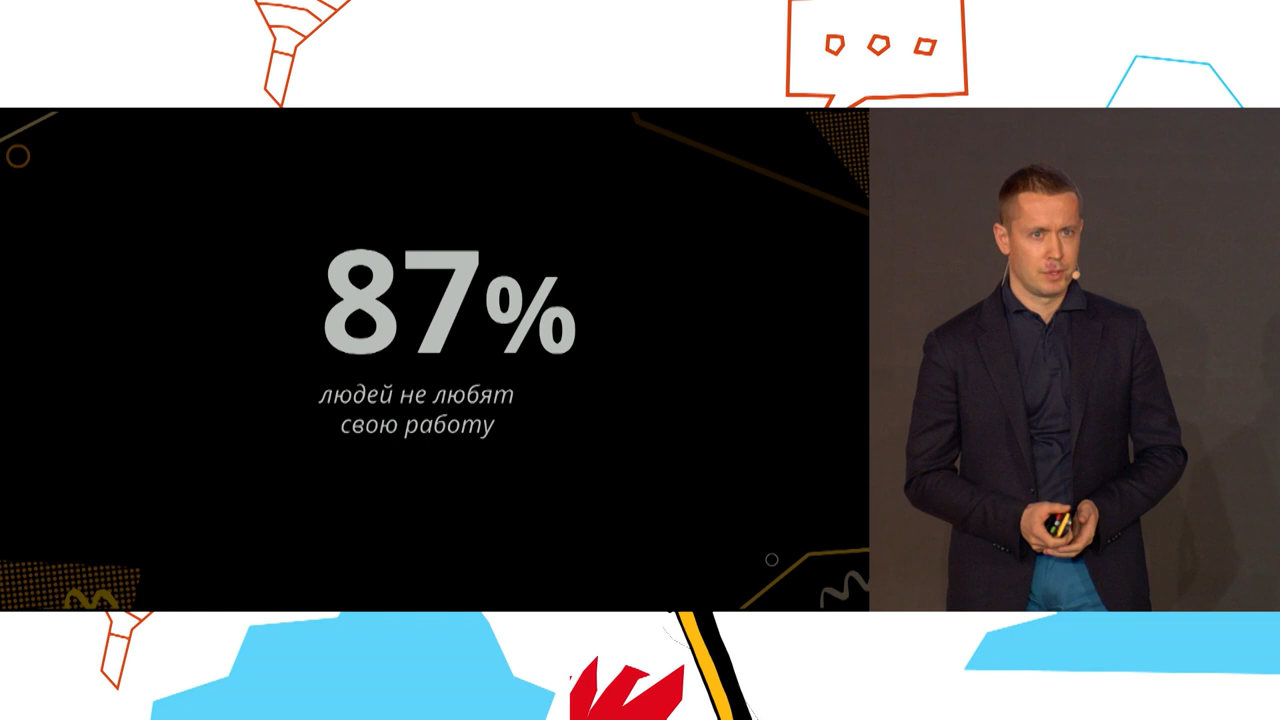 87%
людей не любят
свою работу